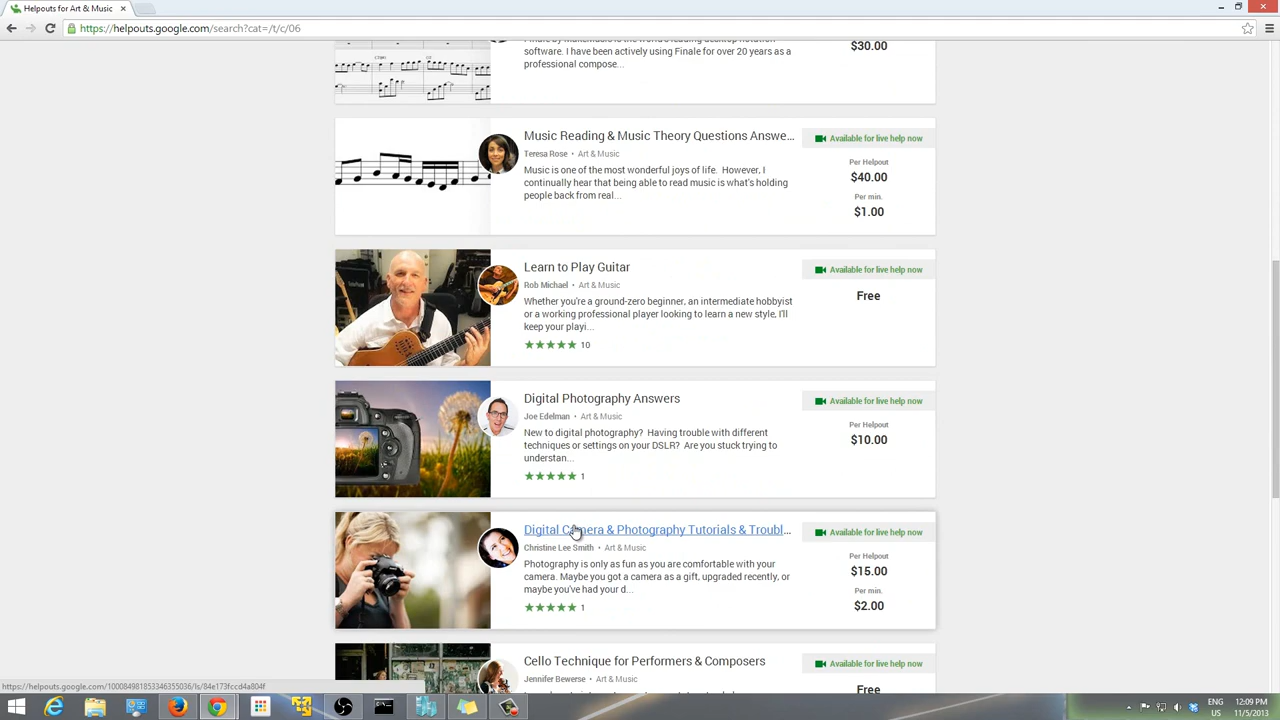 Helpouts for Art & Music
https://helpouts.google.com/search?cat=/t/c/06
software. I have been actively using Finale for over 20 years as a
professional compose...
$30.00
Music Reading & Music Theory Questions Answe...
Teresa Rose • Art & Music
Music is one of the most wonderful joys of life. However, I
continually hear that being able to read music is what's holding
people back from real...
Available for live help now
Per Helpout
$40.00
Per min.
$1.00
Learn to Play Guitar
Rob Michael • Art & Music
Whether you're a ground-zero beginner, an intermediate hobbyist
or a working professional player looking to learn a new style, I'll
keep your playi...
10
Available for live help now
Free
Digital Photography Answers
Joe Edelman • Art & Music
New to digital photography? Having trouble with different
techniques or settings on your DSLR? Are you stuck trying to
understan...
1
Available for live help now
Per Helpout
$10.00
Digital Camera & Photography Tutorials & Troubl...
Christine Lee Smith • Art & Music
Photography is only as fun as you are comfortable with your
camera. Maybe you got a camera as a gift, upgraded recently, or
maybe you've had your d...
1
Available for live help now
Per Helpout
$15.00
Per min.
$2.00
Cello Technique for Performers & Composers
Jennifer Bewerse • Art & Music
Available for live help now
Free
https://helpouts.google.com/100084981853346355036/ls/84e173fccd4a804f
ENG
US
12:09 PM
11/5/2013